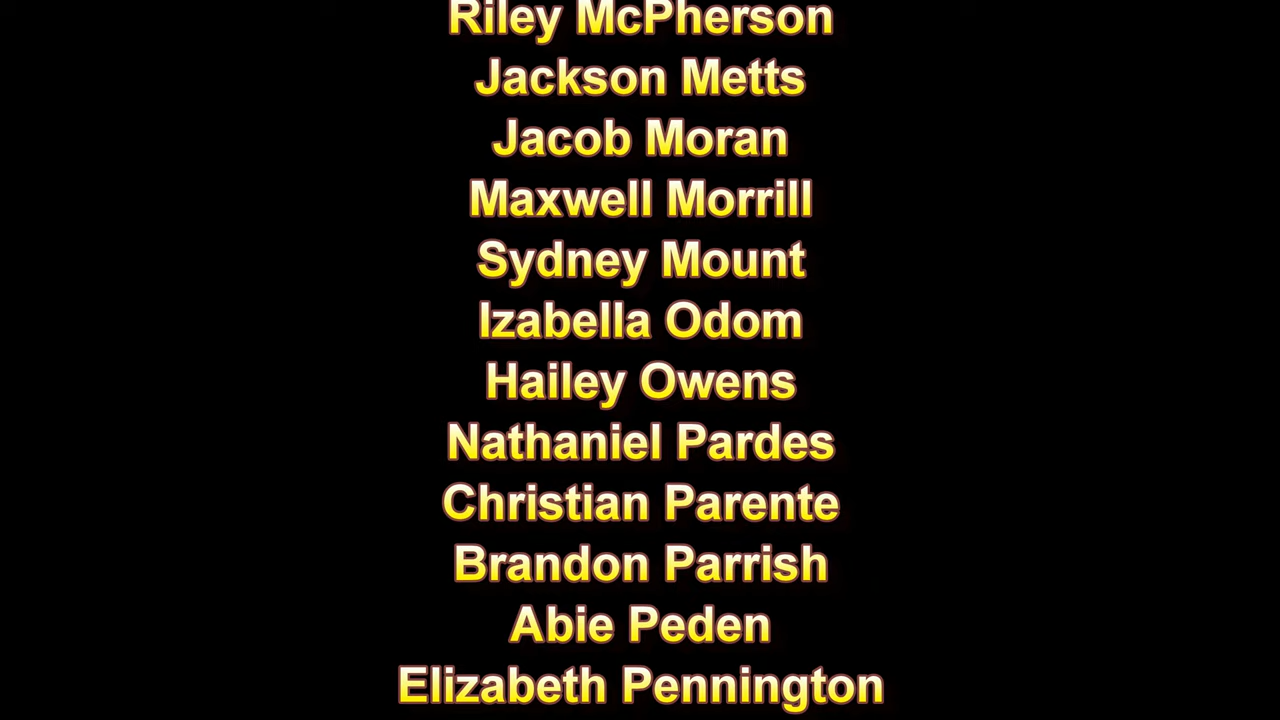 Riley McPherson
Jackson Metts
Jacob Moran
Maxwell Morrill
Sydney Mount
Izabella Odom
Hailey Owens
Nathaniel Pardes
Christian Parente
Brandon Parrish
Abie Peden
Elizabeth Pennington